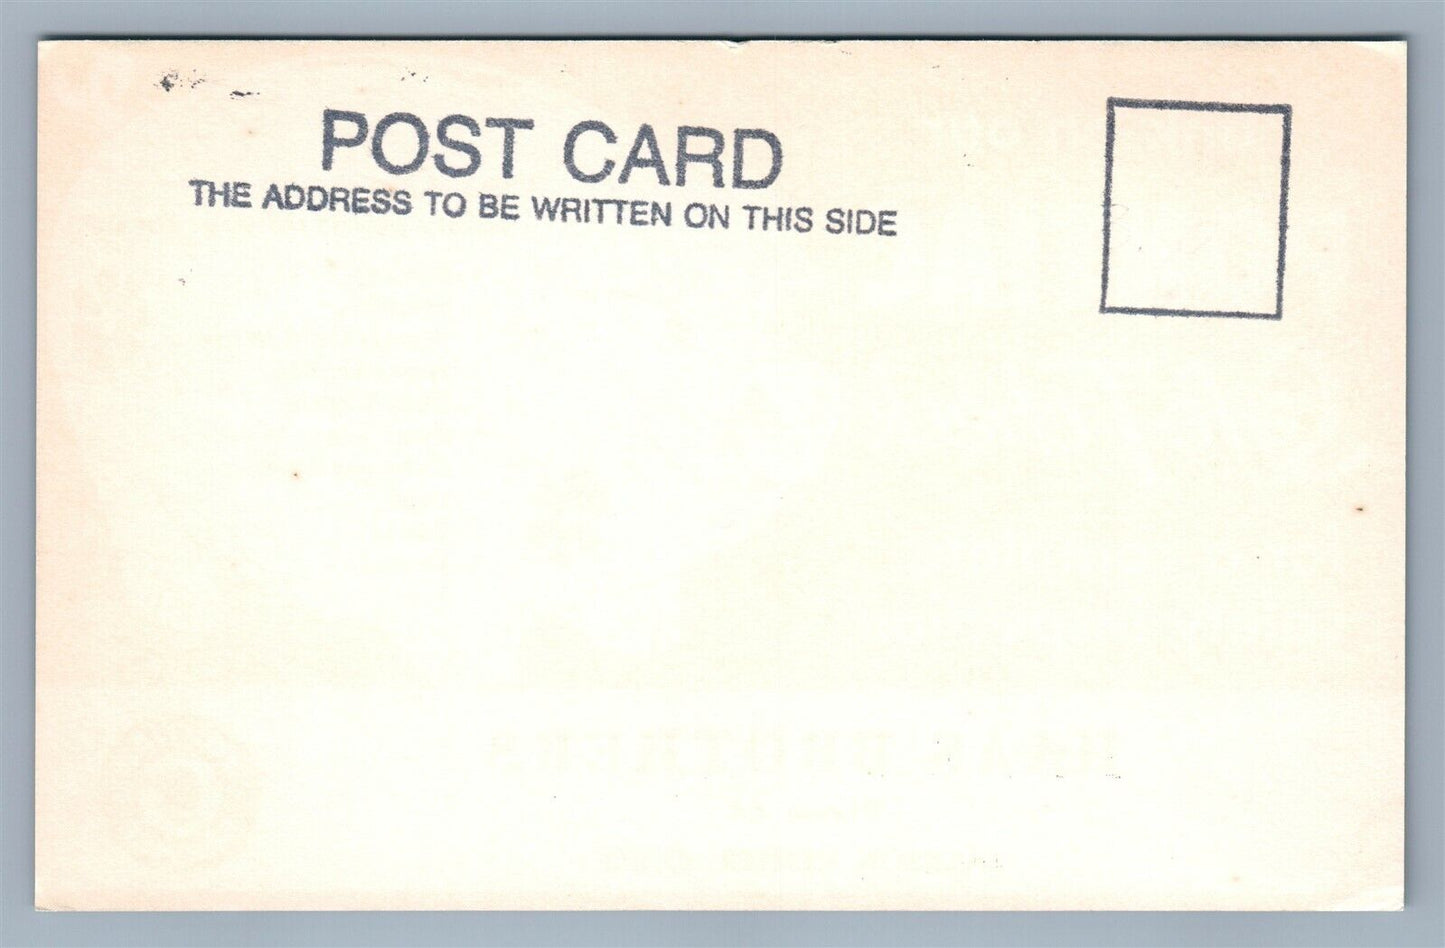 POST CARD
THE ADDRESS TO BE WRITTEN ON THIS SIDE